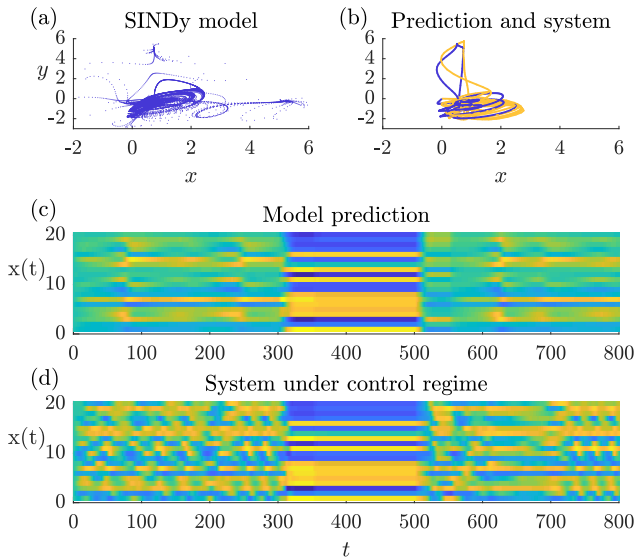 (a) SINDy model
(b) Prediction and system
6
4
2
0
-2
y
-2 0 2 4 6
x
6
4
2
0
-2
-2 0 2 4 6
x
(c) Model prediction
20
10
0
x(t)
0 100 200 300 400 500 600 700 800
(d) System under control regime
20
10
0
x(t)
0 100 200 300 400 500 600 700 800
t